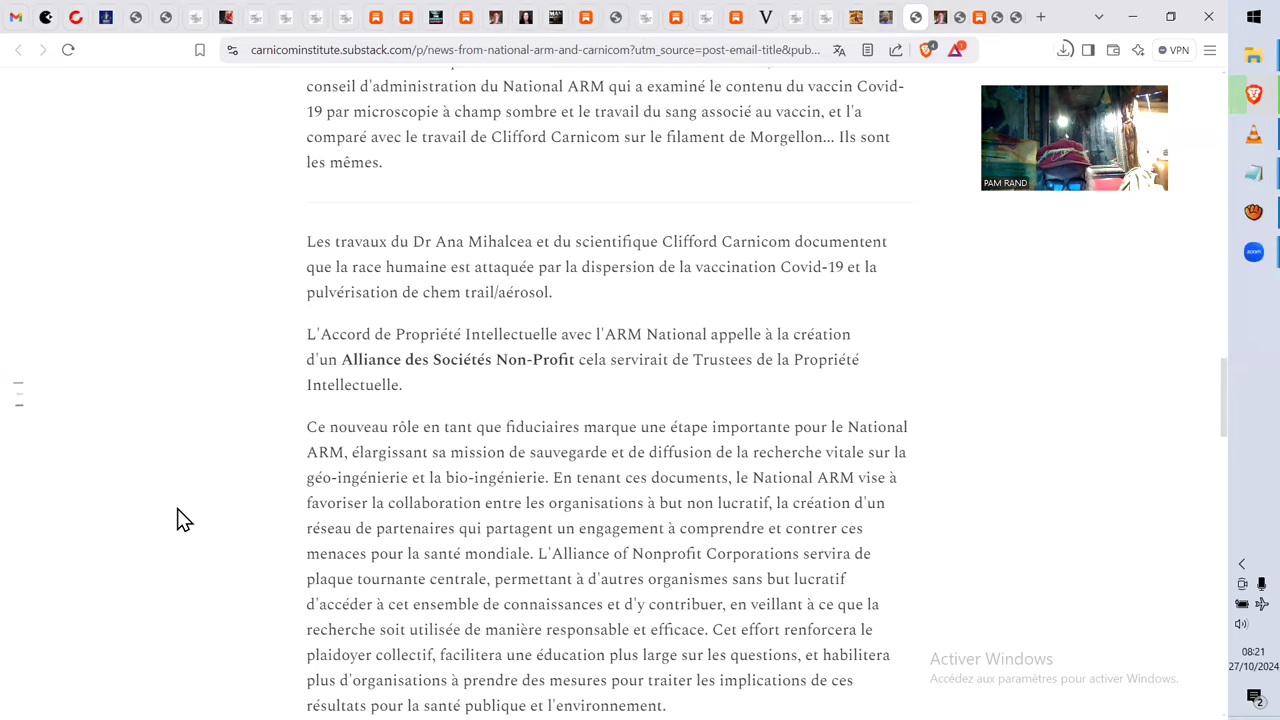 carnicominstitute.substack.com/p/news-from-national-arm-and-carnicom?utm_source=post-email-title&pub...
4
1
VPN
conseil d'administration du National ARM qui a examiné le contenu du vaccin Covid-
19 par microscopie à champ sombre et le travail du sang associé au vaccin, et l'a
comparé avec le travail de Clifford Carnicom sur le filament de Morgellon... Ils sont
les mêmes.
PAM RAND
Les travaux du Dr Ana Mihalcea et du scientifique Clifford Carnicom documentent
que la race humaine est attaquée par la dispersion de la vaccination Covid-19 et la
pulvérisation de chem trail/aérosol.
L'Accord de Propriété Intellectuelle avec l'ARM National appelle à la création
d'un Alliance des Sociétés Non-Profit cela servirait de Trustees de la Propriété
Intellectuelle.
Ce nouveau rôle en tant que fiduciaires marque une étape importante pour le National
ARM, élargissant sa mission de sauvegarde et de diffusion de la recherche vitale sur la
géo-ingénierie et la bio-ingénierie. En tenant ces documents, le National ARM vise à
favoriser la collaboration entre les organisations à but non lucratif, la création d'un
réseau de partenaires qui partagent un engagement à comprendre et contrer ces
menaces pour la santé mondiale. L'Alliance of Nonprofit Corporations servira de
plaque tournante centrale, permettant à d'autres organismes sans but lucratif
d'accéder à cet ensemble de connaissances et d'y contribuer, en veillant à ce que la
recherche soit utilisée de manière responsable et efficace. Cet effort renforcera le
plaidoyer collectif, facilitera une éducation plus large sur les questions, et habilitera
plus d'organisations à prendre des mesures pour traiter les implications de ces
résultats pour la santé publique et l'environnement.
Activer Windows
Accédez aux paramètres pour activer Windows.
zoom
08:21
27/10/2024
2